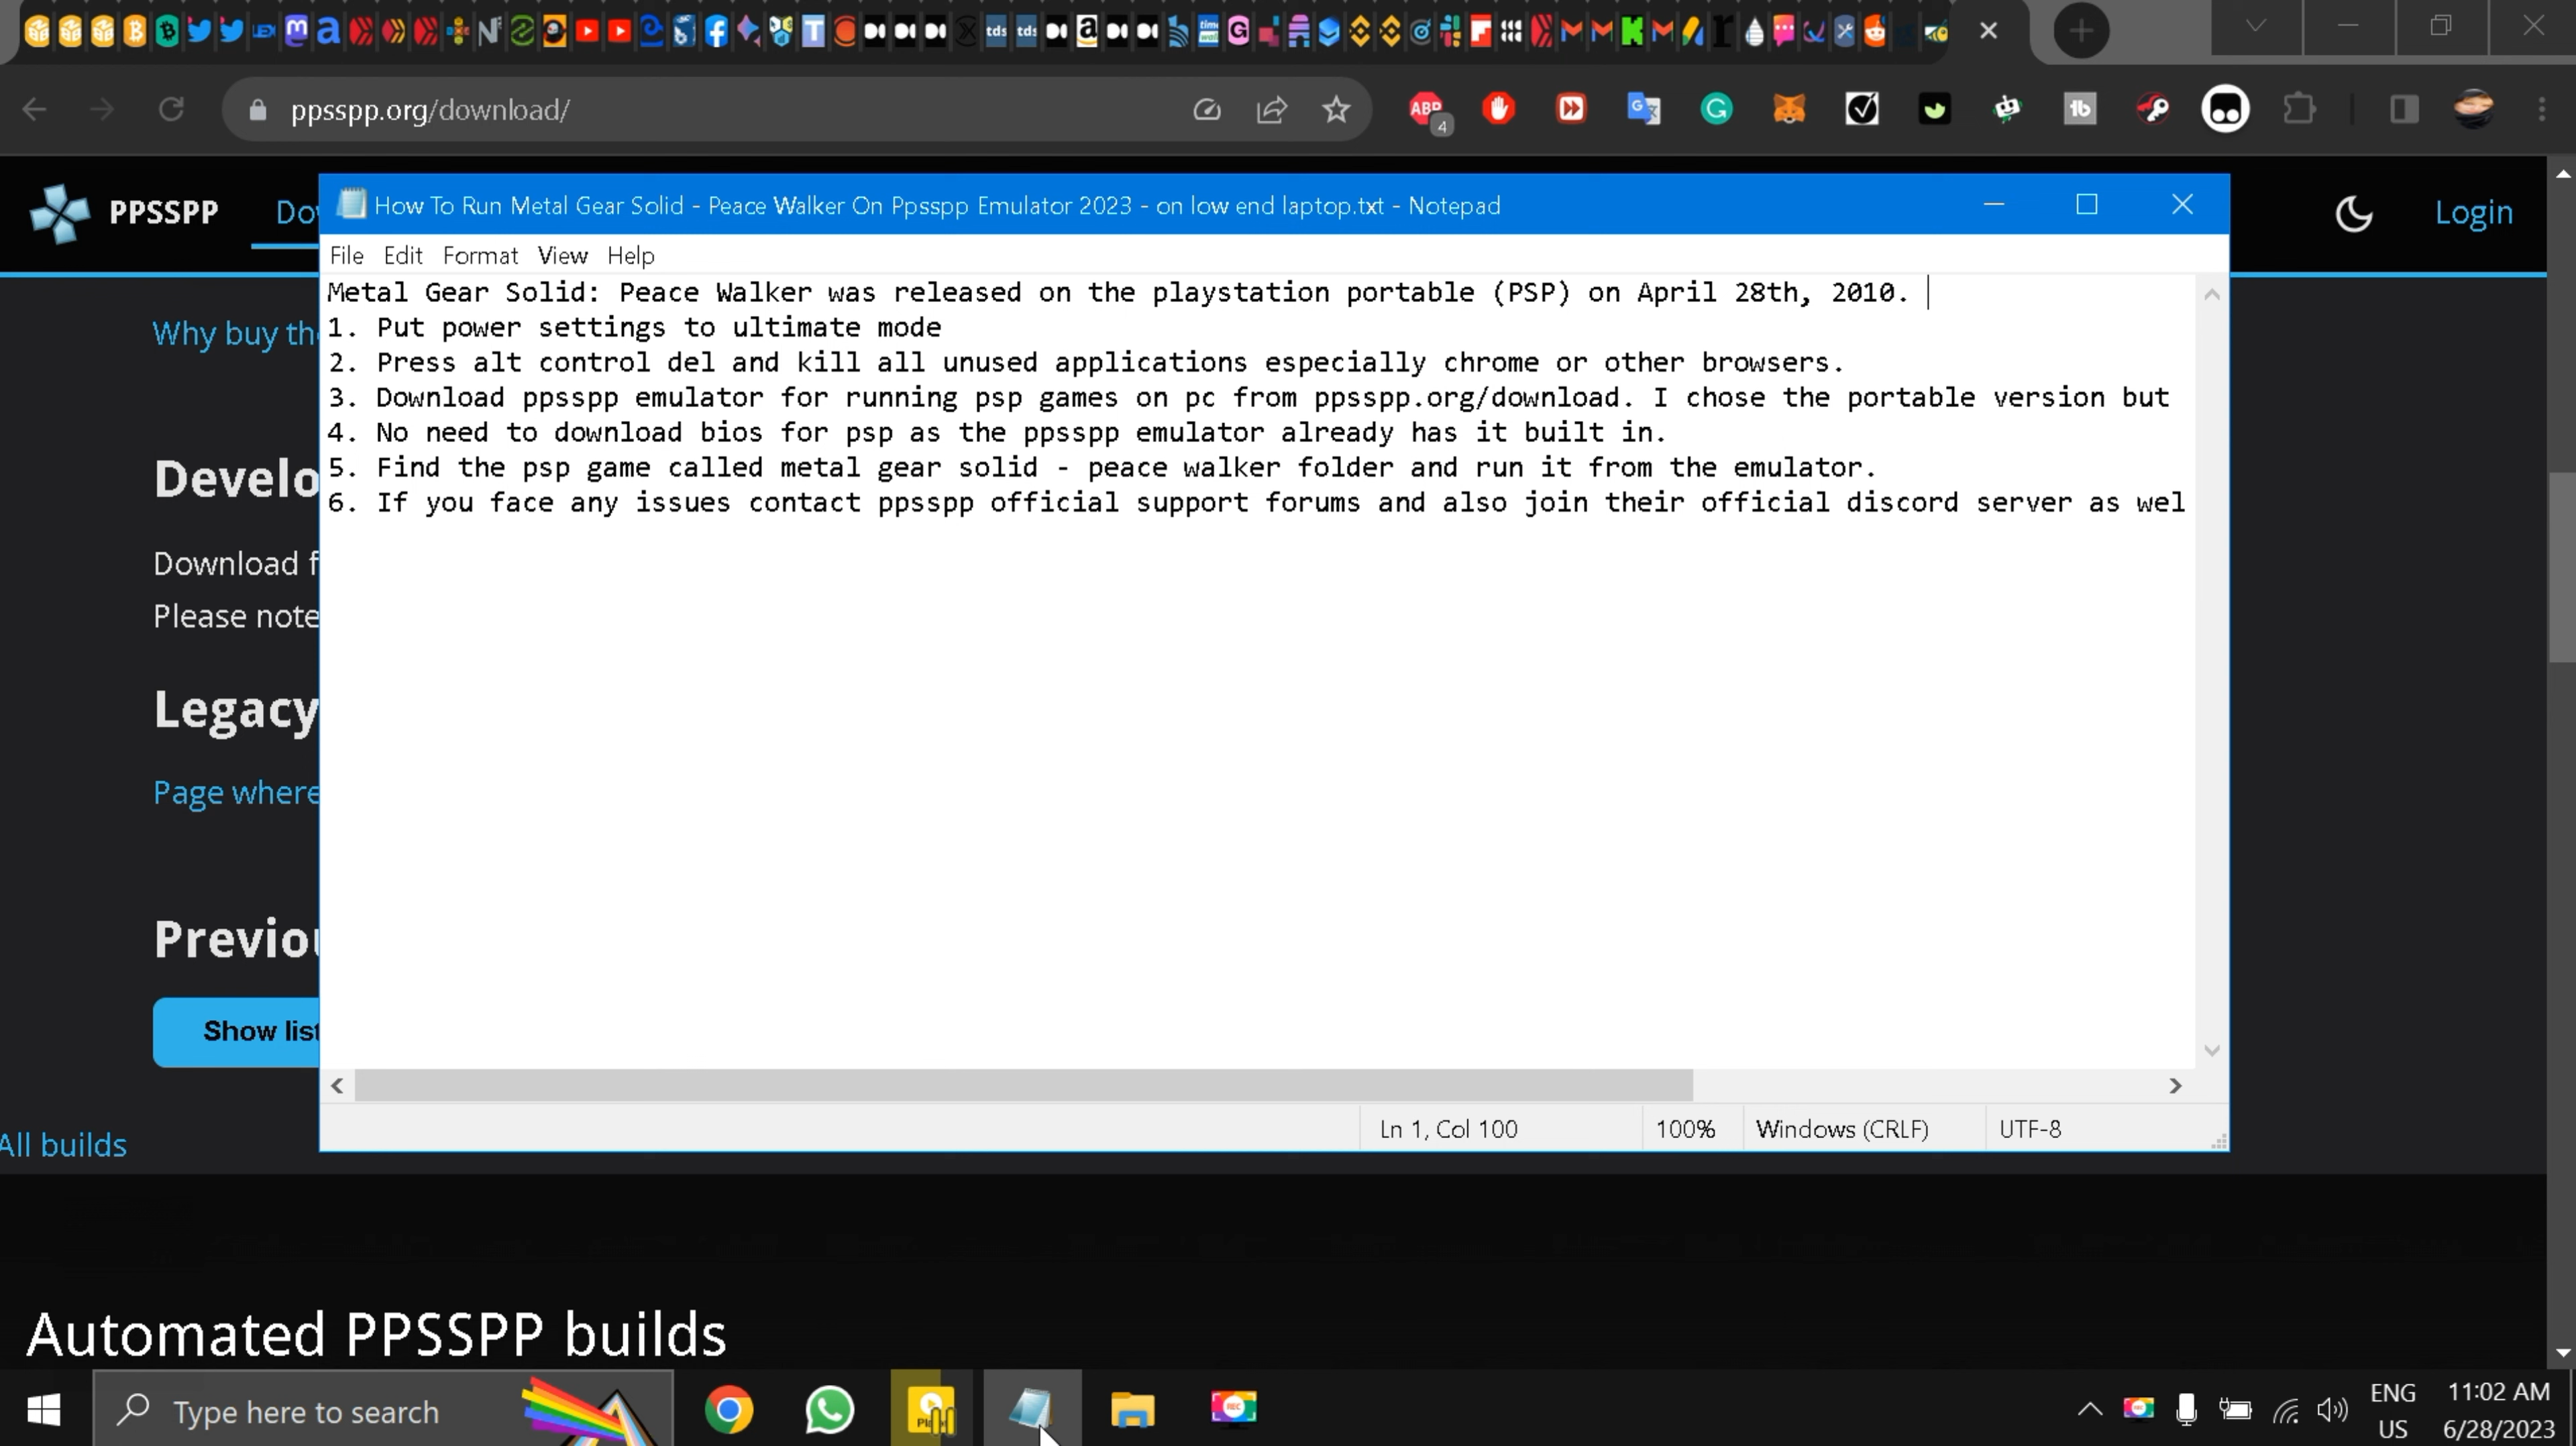 ppsspp.org/download/
ABP
4
PPSSPP
Do
Login
How To Run Metal Gear Solid - Peace Walker On Ppsspp Emulator 2023 - on low end laptop.txt - Notepad
File Edit Format View Help
Metal Gear Solid: Peace Walker was released on the playstation portable (PSP) on April 28th, 2010.
1. Put power settings to ultimate mode
2. Press alt control del and kill all unused applications especially chrome or other browsers.
3. Download ppsspp emulator for running psp games on pc from ppsspp.org/download. I chose the portable version but
4. No need to download bios for psp as the ppsspp emulator already has it built in.
5. Find the psp game called metal gear solid - peace walker folder and run it from the emulator.
6. If you face any issues contact ppsspp official support forums and also join their official discord server as wel
Why buy th
Develo
Download f
Please note
Legacy
Page where
Previou
Show list
All builds
Ln 1, Col 100
100%
Windows (CRLF)
UTF-8
Automated PPSSPP builds
Type here to search
ENG
US
11:02 AM
6/28/2023